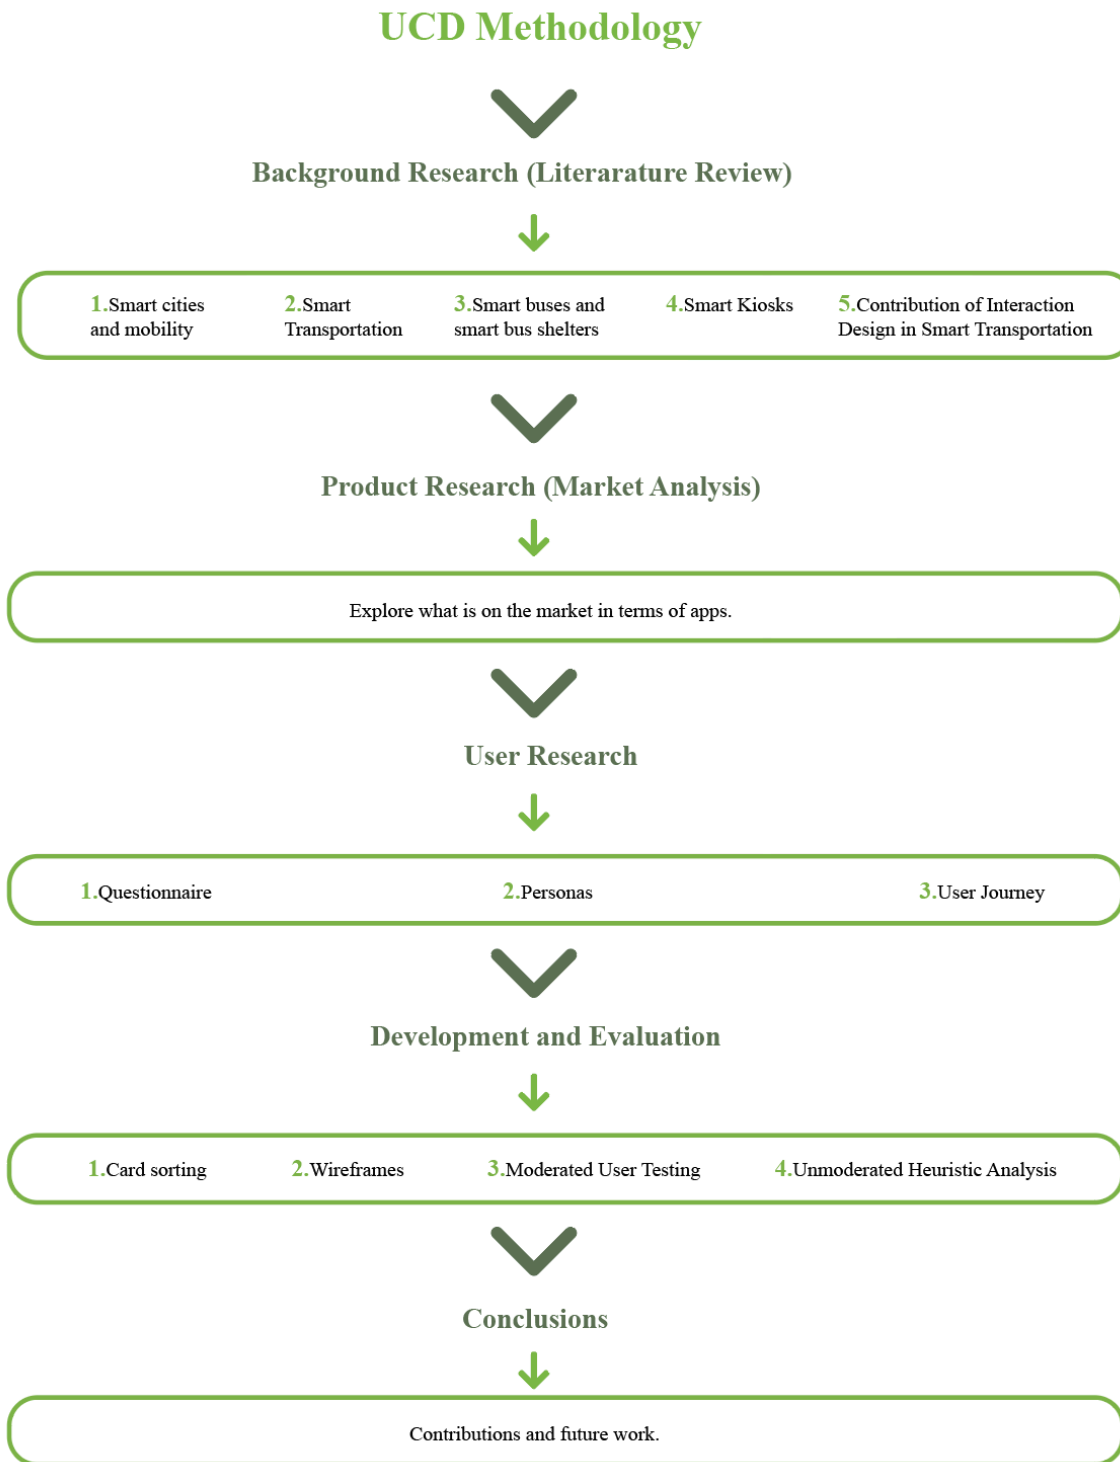 UCD Methodology
Background Research (Literarature Review)
1.Smart cities
and mobility
2.Smart
Transportation
3.Smart buses and
smart bus shelters
4.Smart Kiosks
5.Contribution of Interaction
Design in Smart Transportation
Product Research (Market Analysis)
Explore what is on the market in terms of apps.
User Research
1.Questionnaire
2.Personas
3.User Journey
Development and Evaluation
1.Card sorting
2.Wireframes
3.Moderated User Testing
4.Unmoderated Heuristic Analysis
Conclusions
Contributions and future work.